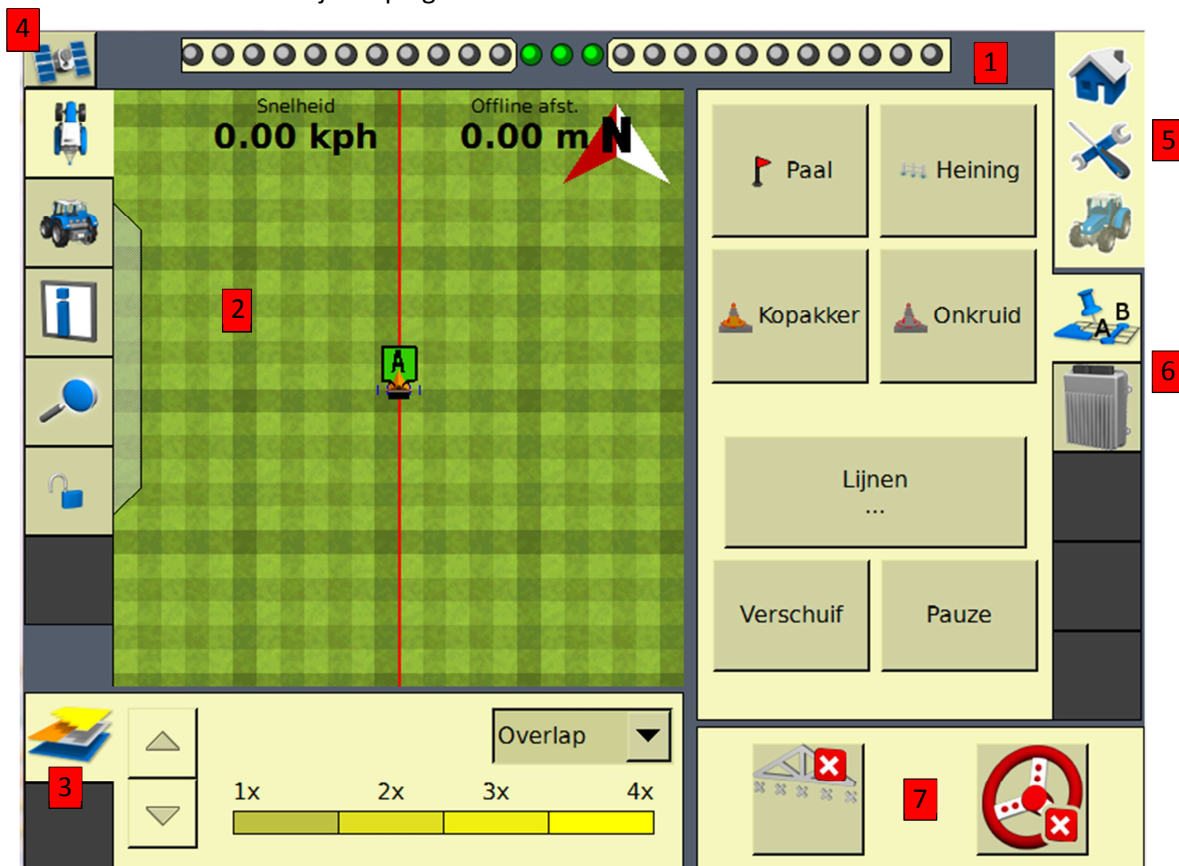 4
1
Snelheid
0.00 kph
Offline afst.
0.00 m
N
5
Paal
Heining
2
Kopakker
Onkruid
A
B
A
6
Lijnen
...
Verschuif
Pauze
3
Overlap
1x 2x 3x 4x
7